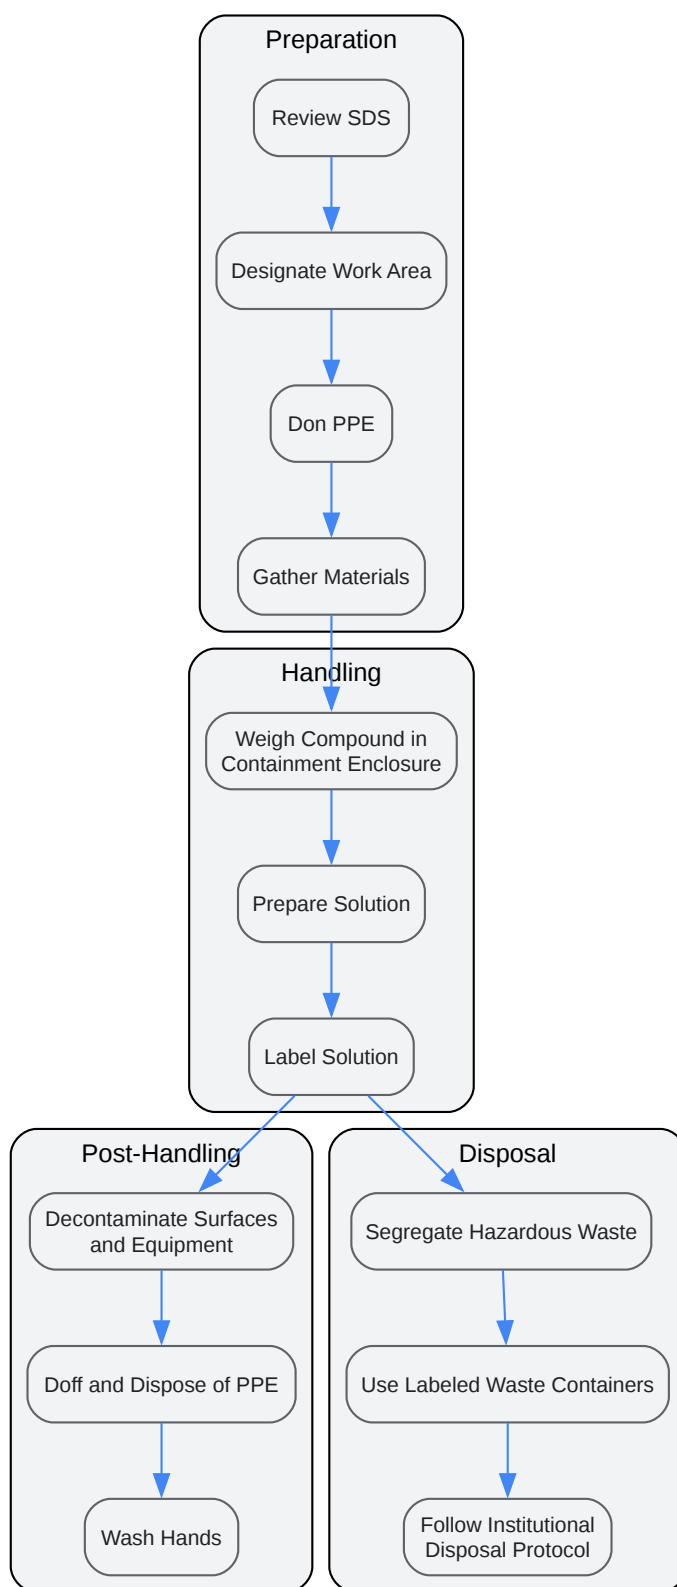 Preparation
Review SDS
Designate Work Area
Don PPE
Gather Materials
Handling
Weigh Compound in
Containment Enclosure
Prepare Solution
Label Solution
Post-Handling
Decontaminate Surfaces
and Equipment
Doff and Dispose of PPE
Wash Hands
Disposal
Segregate Hazardous Waste
Use Labeled Waste Containers
Follow Institutional
Disposal Protocol